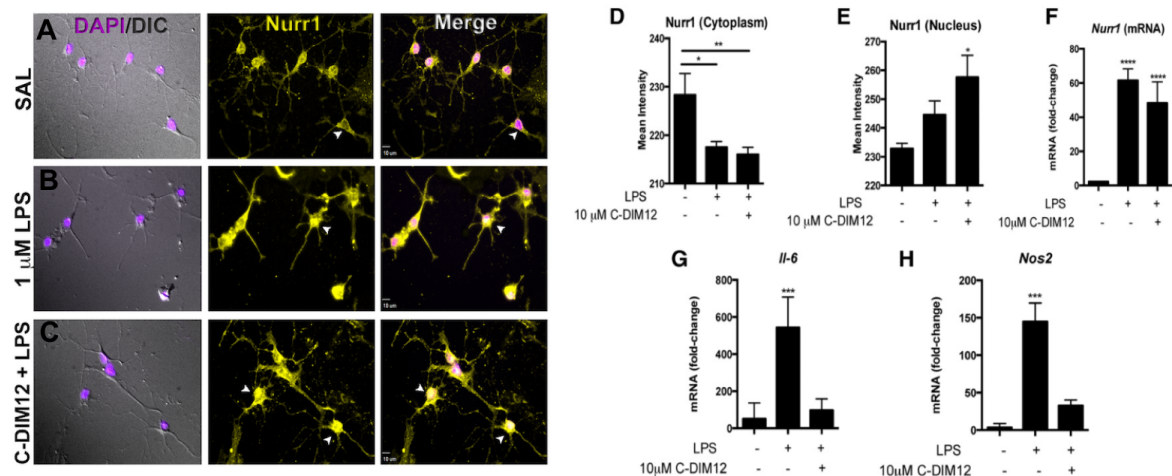 A
DAPI/DIC
Nurr1
Merge
SAL
10 um
B
1 μM LPS
10 um
C
C-DIM12 + LPS
10 um
D
Nurr1 (Cytoplasm)
Mean Intensity
240
230
220
210
*
**
LPS - + +
10 μM C-DIM12 - - +
E
Nurr1 (Nucleus)
Mean Intensity
270
260
250
240
230
220
*
LPS - + +
10 μM C-DIM12 - - +
F
Nurr1 (mRNA)
mRNA (fold-change)
80
60
40
20
0
****
****
LPS - + +
10μM C-DIM12 - - +
G
Il-6
mRNA (fold-change)
800
600
400
200
0
***
LPS - + +
10μM C-DIM12 - - +
H
Nos2
mRNA (fold-change)
200
150
100
50
0
***
LPS - + +
10μM C-DIM12 - - +